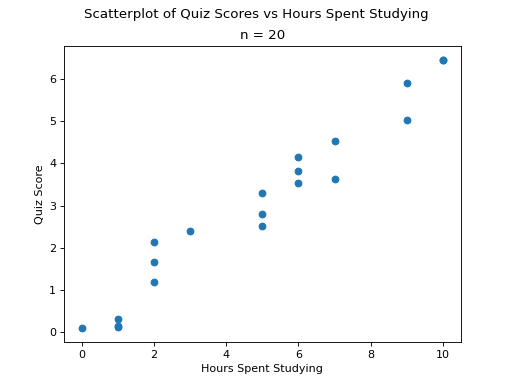 Scatterplot of Quiz Scores vs Hours Spent Studying
n = 20
6
5
4
3
2
1
0
Quiz Score
0 2 4 6 8 10
Hours Spent Studying